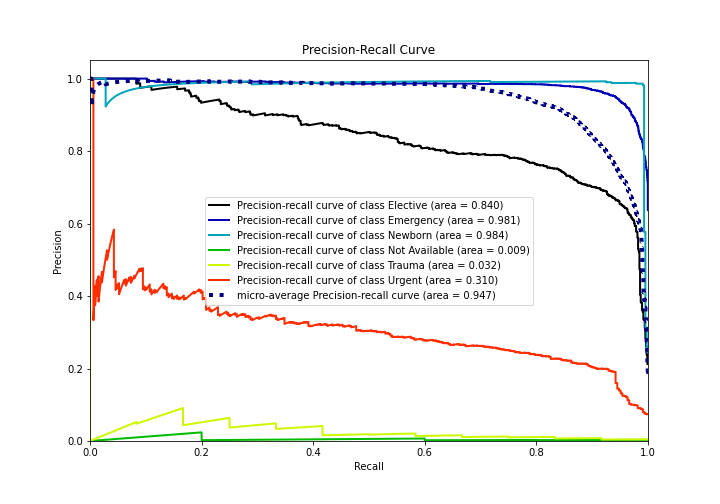 Precision-Recall Curve
1.0
0.8
0.6
0.4
0.2
0.0
Precision
Precision-recall curve of class Elective (area = 0.840)
Precision-recall curve of class Emergency (area = 0.981)
Precision-recall curve of class Newborn (area = 0.984)
Precision-recall curve of class Not Available (area = 0.009)
Precision-recall curve of class Trauma (area = 0.032)
Precision-recall curve of class Urgent (area = 0.310)
micro-average Precision-recall curve (area = 0.947)
0.0 0.2 0.4 0.6 0.8 1.0
Recall